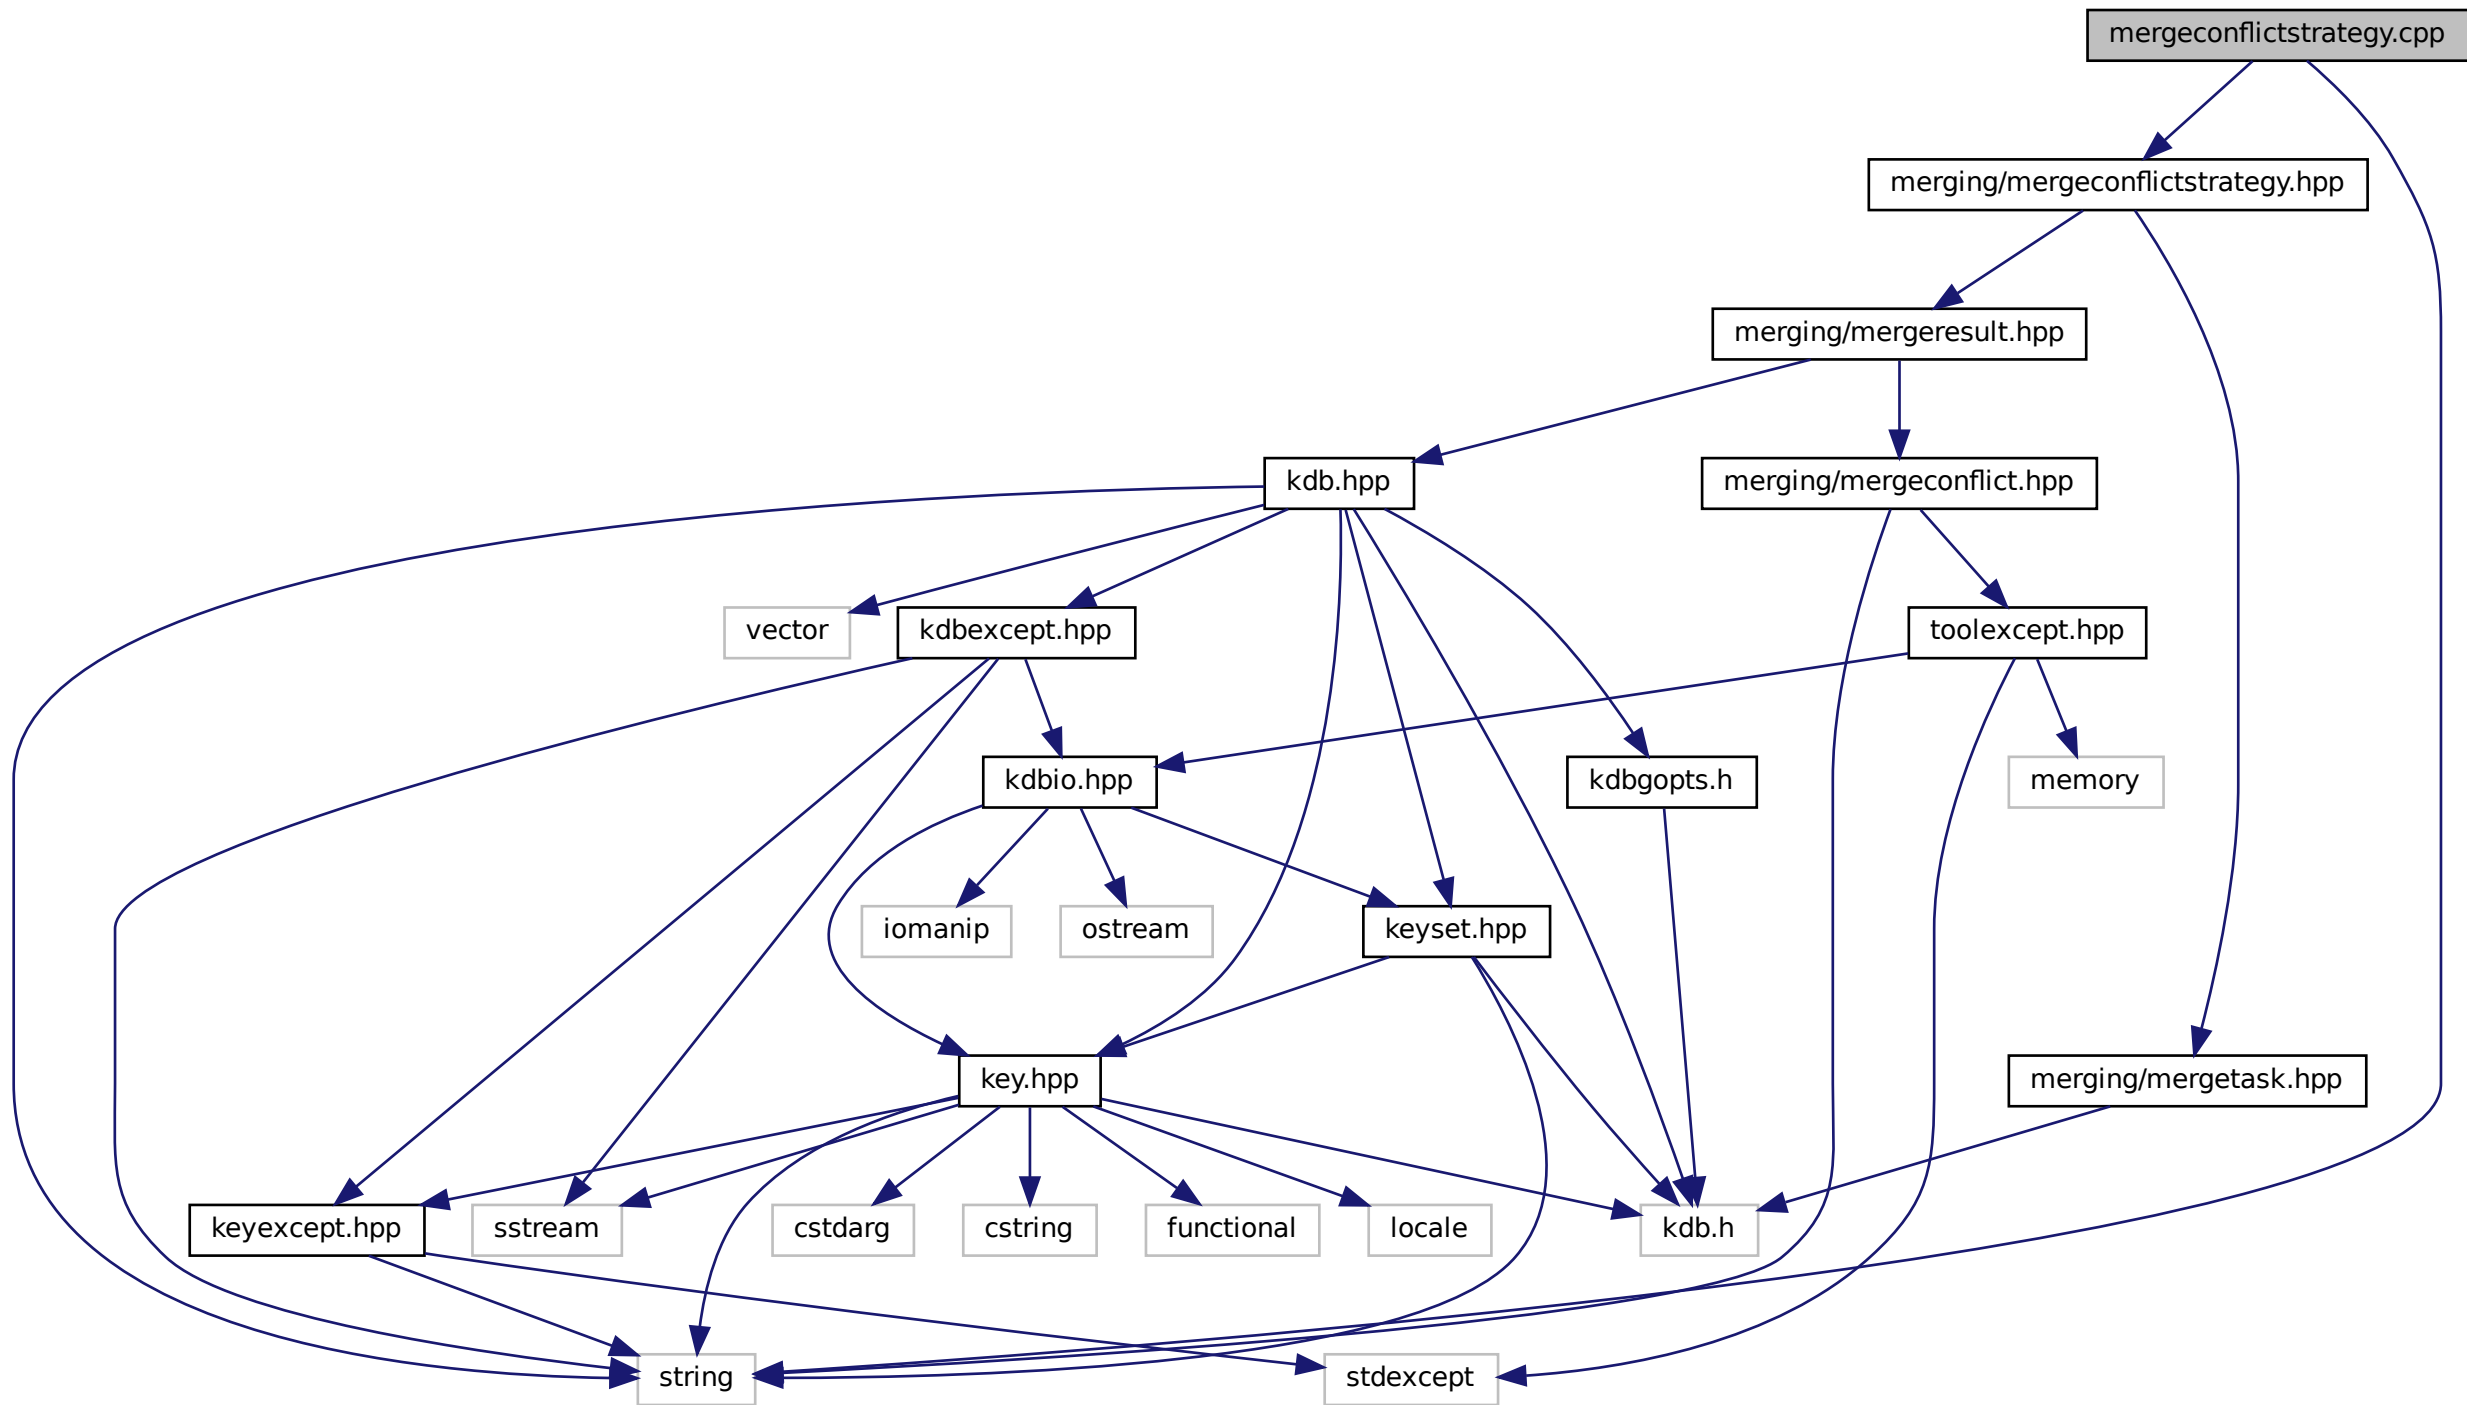 mergeconflictstrategy.cpp
merging/mergeconflictstrategy.hpp
merging/mergeresult.hpp
kdb.hpp
merging/mergeconflict.hpp
vector
kdbexcept.hpp
toolexcept.hpp
kdbio.hpp
kdbgopts.h
memory
iomanip
ostream
keyset.hpp
key.hpp
merging/mergetask.hpp
keyexcept.hpp
sstream
cstdarg
cstring
functional
locale
kdb.h
string
stdexcept